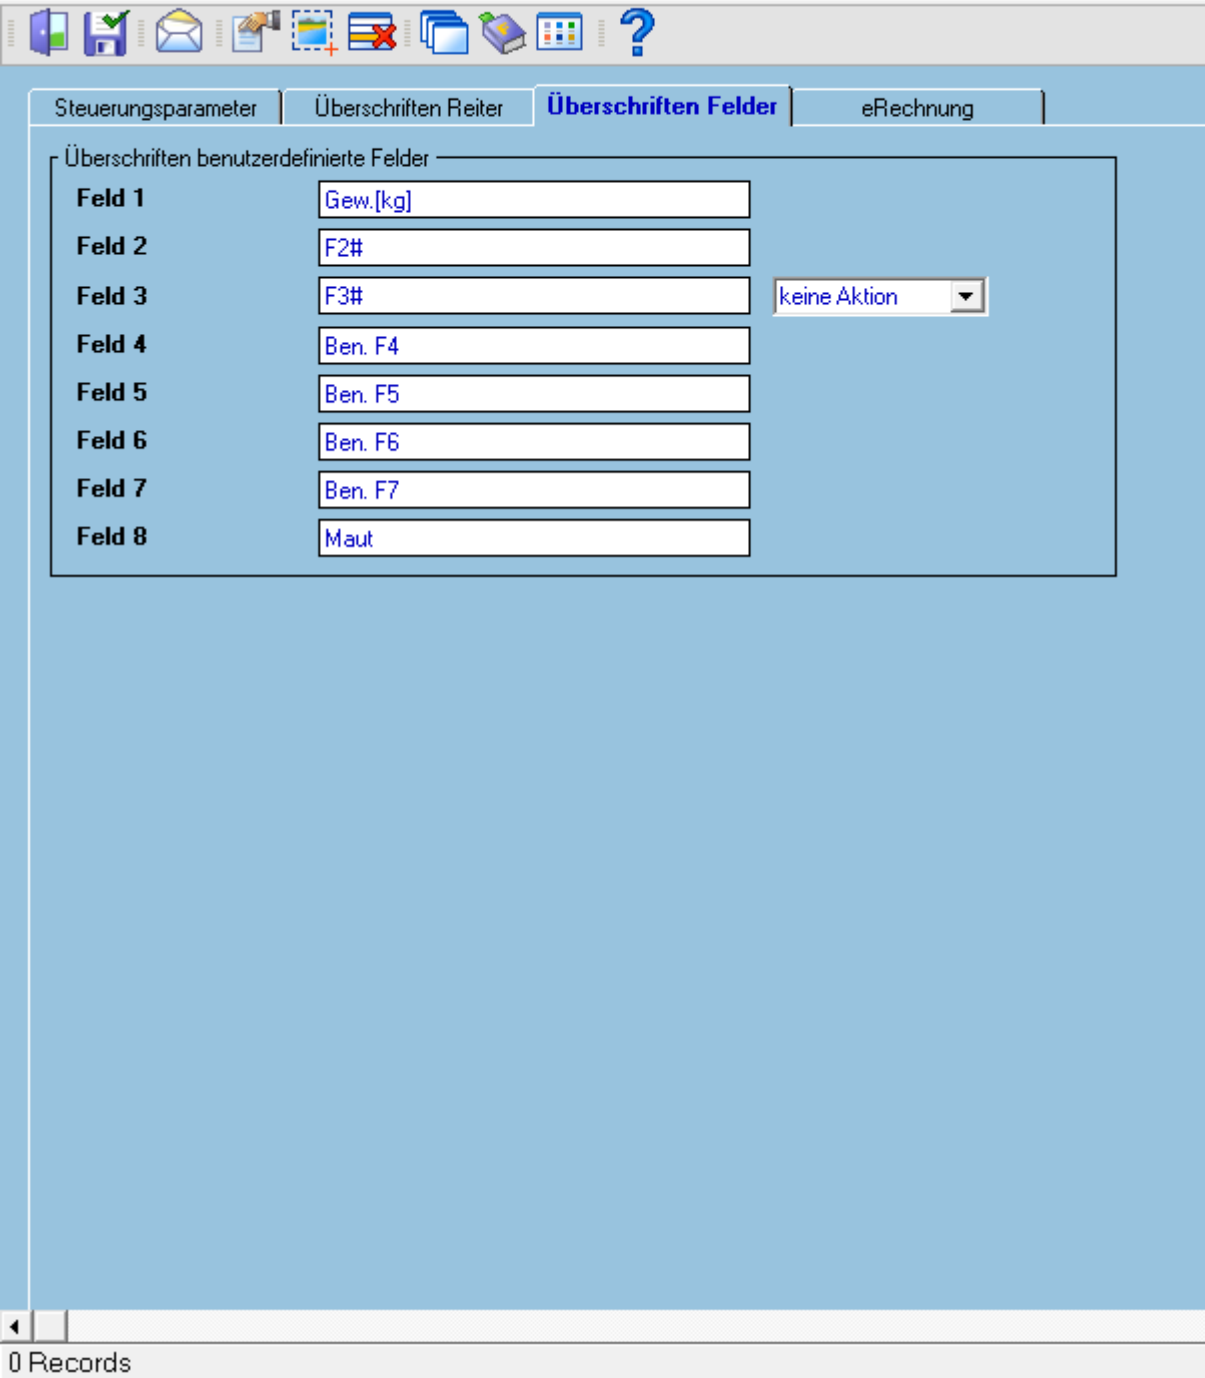 Steuerungsparameter Überschriften Reiter Überschriften Felder eRechnung
Überschriften benutzerdefinierte Felder
Feld 1 Gew.[kg]
Feld 2 F2#
Feld 3 F3# keine Aktion
Feld 4 Ben. F4
Feld 5 Ben. F5
Feld 6 Ben. F6
Feld 7 Ben. F7
Feld 8 Maut
0 Records